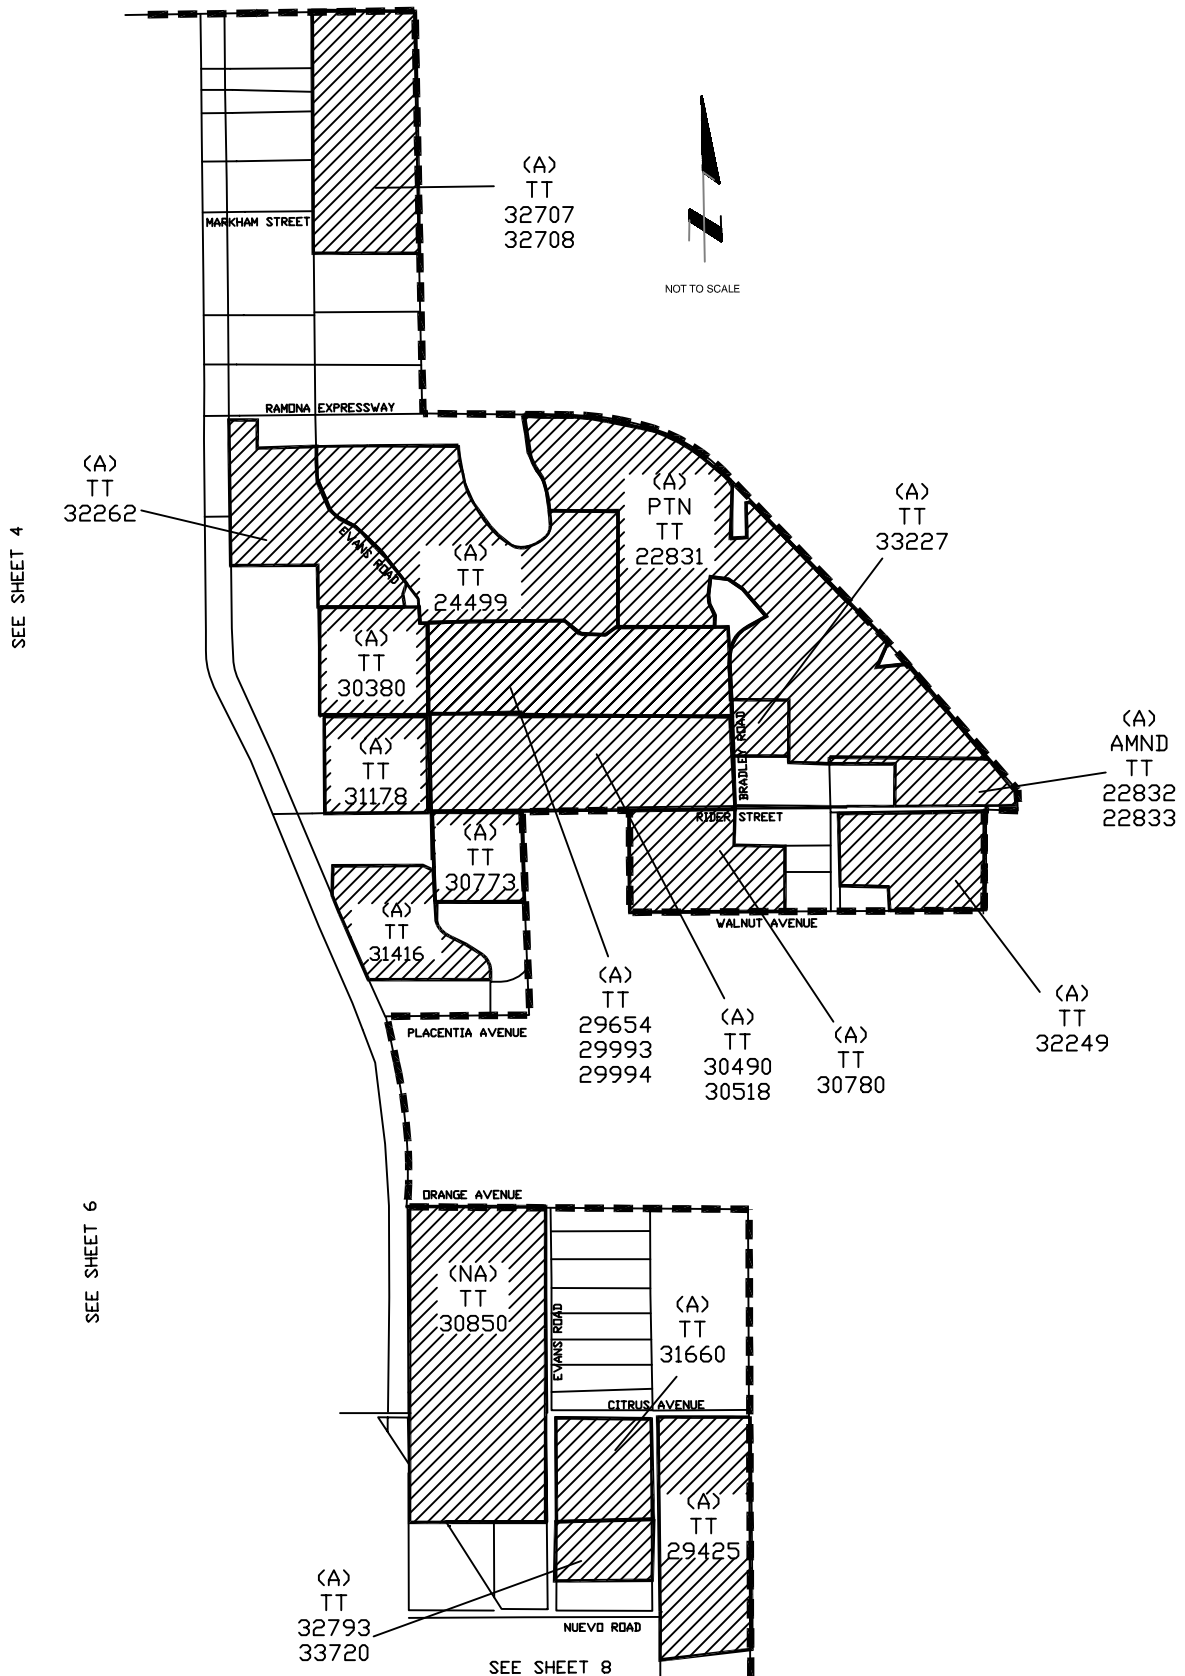 (A)
TT
32707
32708
MARKHAM STREET
NOT TO SCALE
RAMONA EXPRESSWAY
(A)
TT
32262
SEE SHEET 4
EVANS ROAD
(A)
TT
24499
(A)
PTN
TT
22831
(A)
TT
33227
(A)
TT
30380
(A)
TT
31178
BRADLEY ROAD
(A)
AMND
TT
22832
22833
RIDER STREET
(A)
TT
30773
(A)
TT
31416
WALNUT AVENUE
PLACENTIA AVENUE
(A)
TT
29654
29993
29994
(A)
TT
30490
30518
(A)
TT
30780
(A)
TT
32249
SEE SHEET 6
ORANGE AVENUE
(NA)
TT
30850
EVANS ROAD
(A)
TT
31660
CITRUS AVENUE
(A)
TT
29425
(A)
TT
32793
33720
NUEVO ROAD
SEE SHEET 8